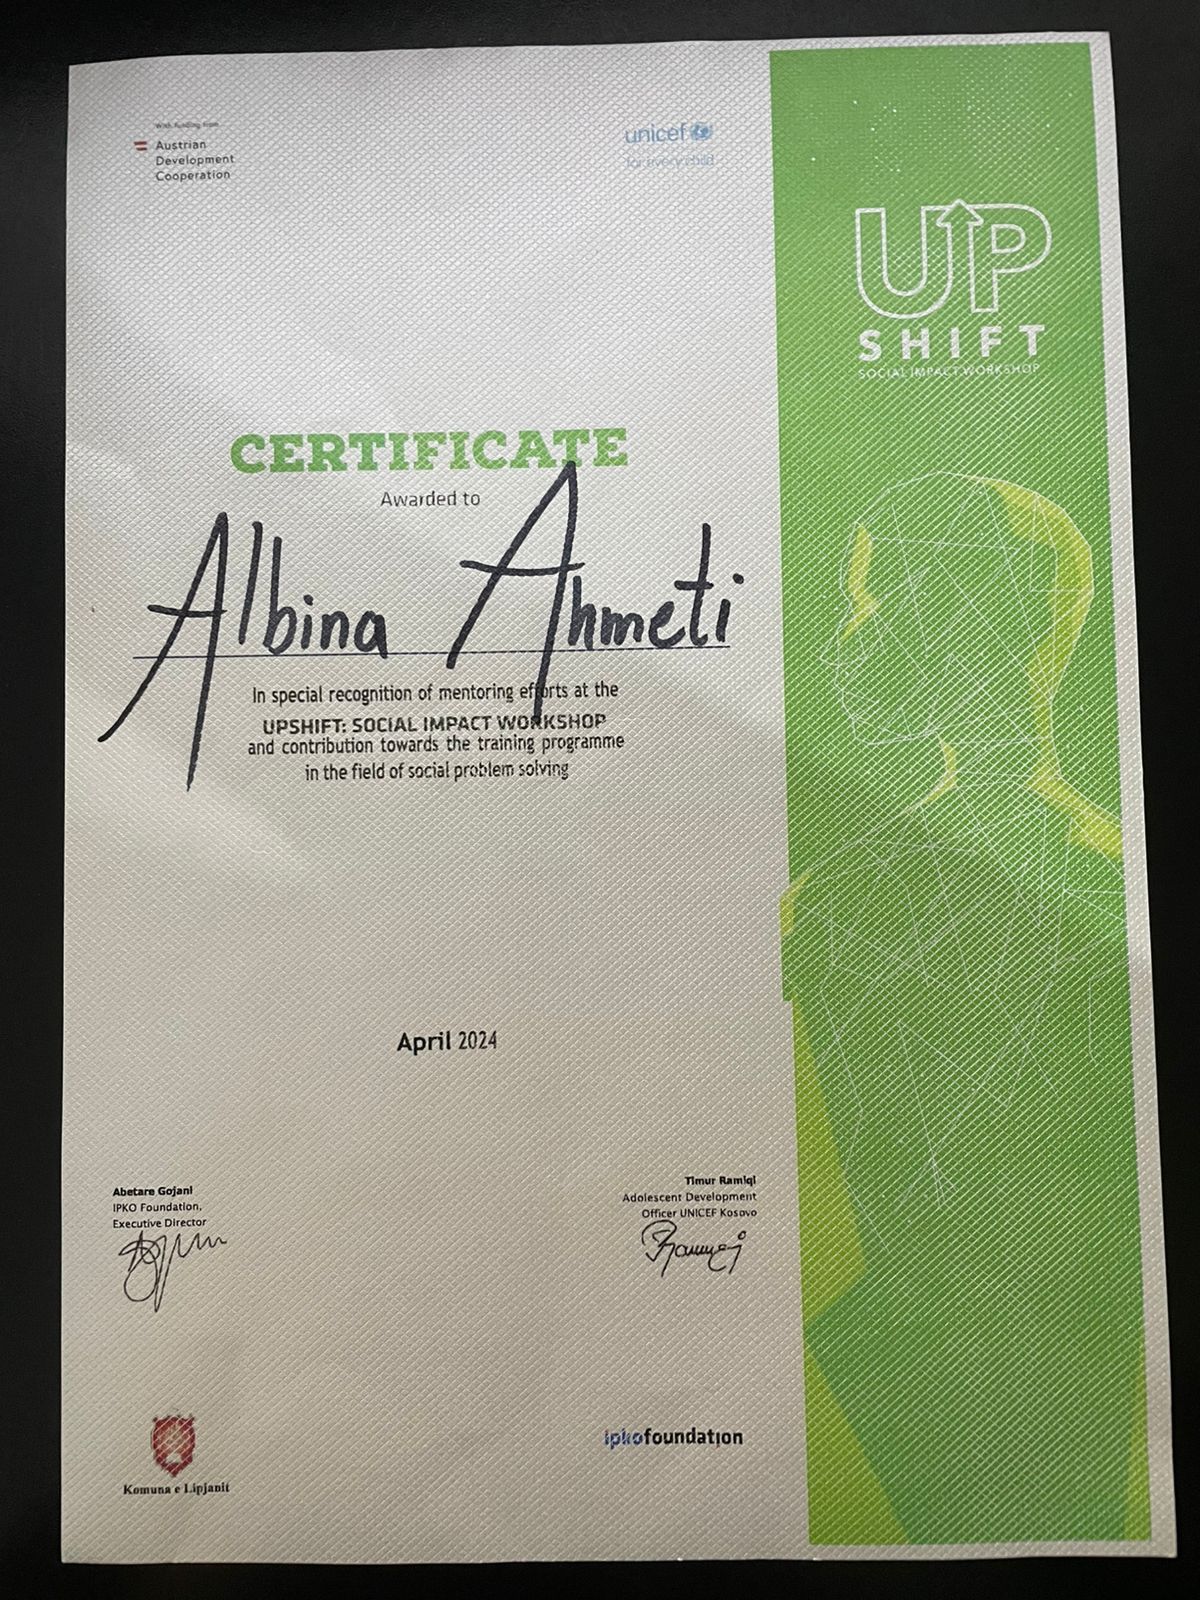 With funding from
Austrian
Development
Cooperation
unicef
for every child
UP
SHIFT
SOCIAL IMPACT WORKSHOP
CERTIFICATE
Awarded to
Albina Ahmeti
In special recognition of mentoring efforts at the
UPSHIFT: SOCIAL IMPACT WORKSHOP
and contribution towards the training programme
in the field of social problem solving
April 2024
Abetare Gojani
IPKO Foundation,
Executive Director
Timur Ramiqi
Adolescent Development
Officer UNICEF Kosovo
Komuna e Lipjanit
ipkofoundation